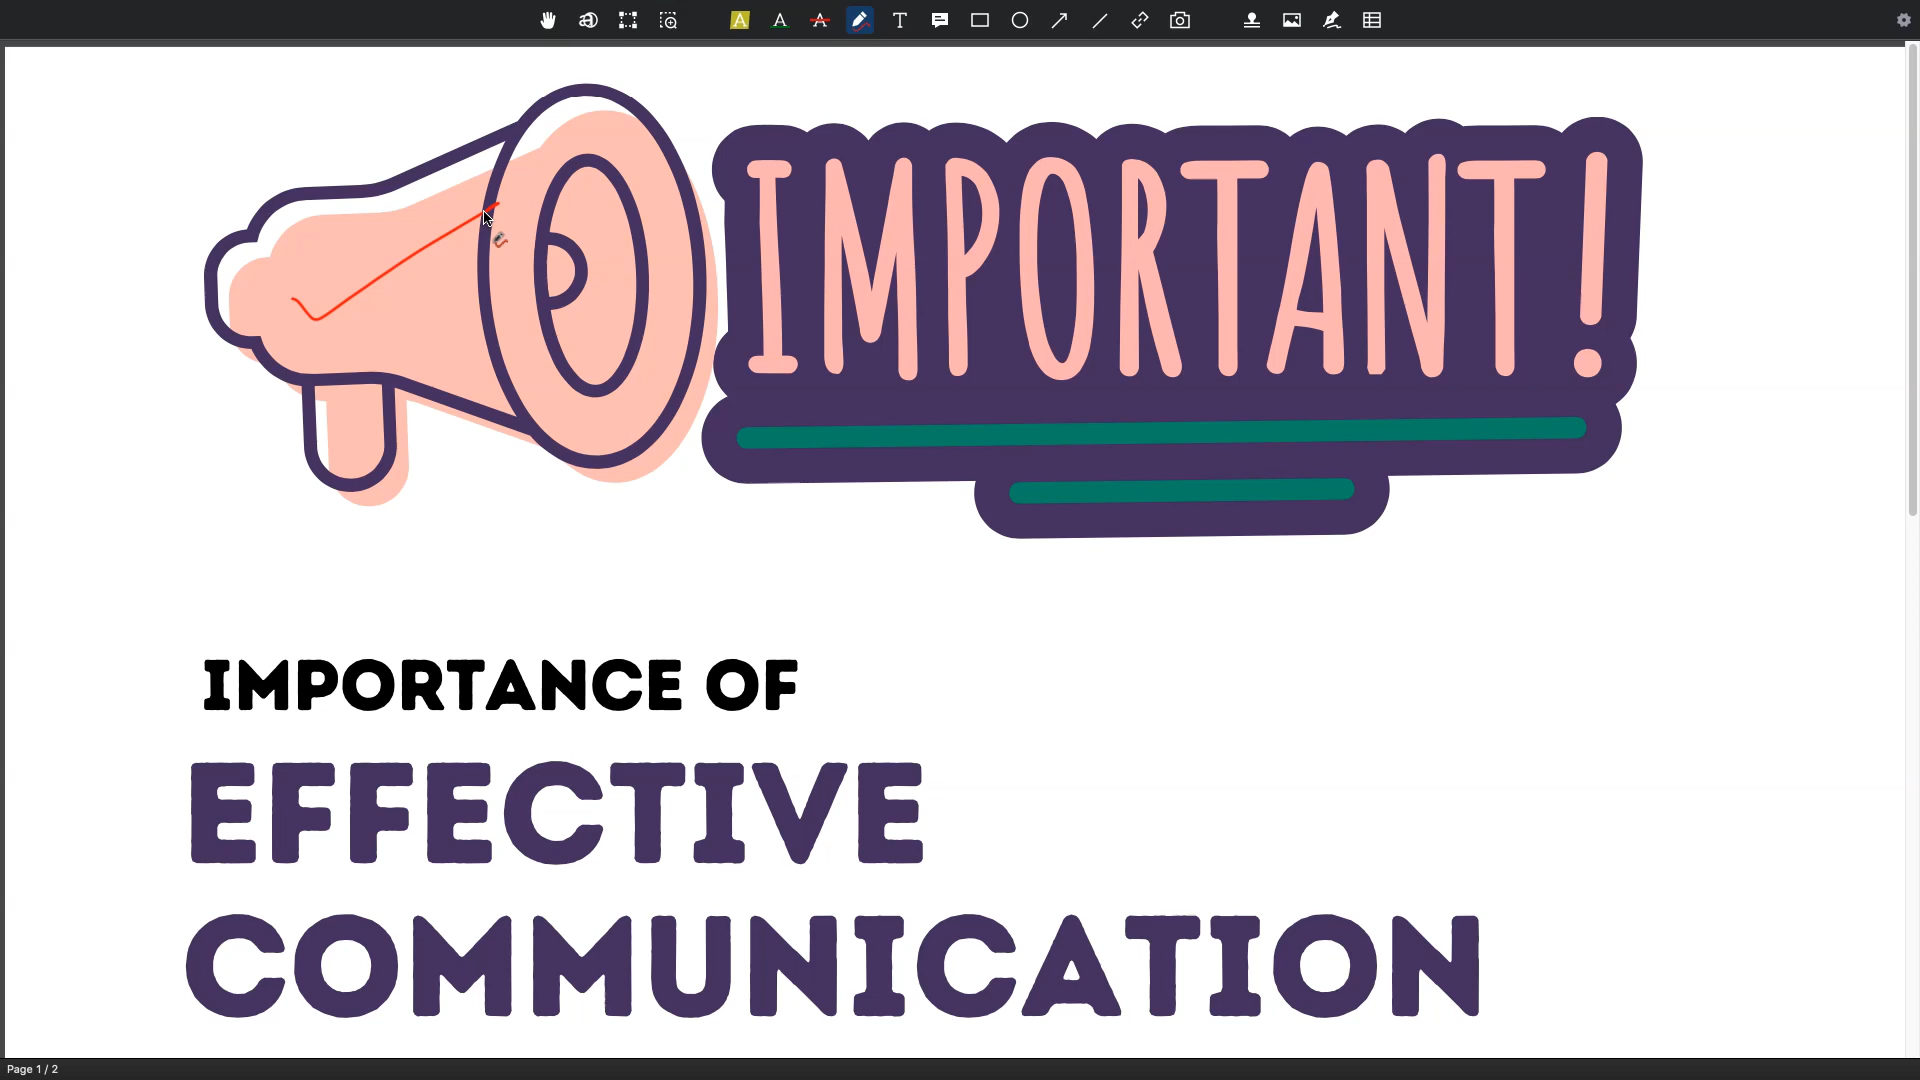 IMPORTANT!
IMPORTANCE OF
EFFECTIVE
COMMUNICATION
Page 1 / 2